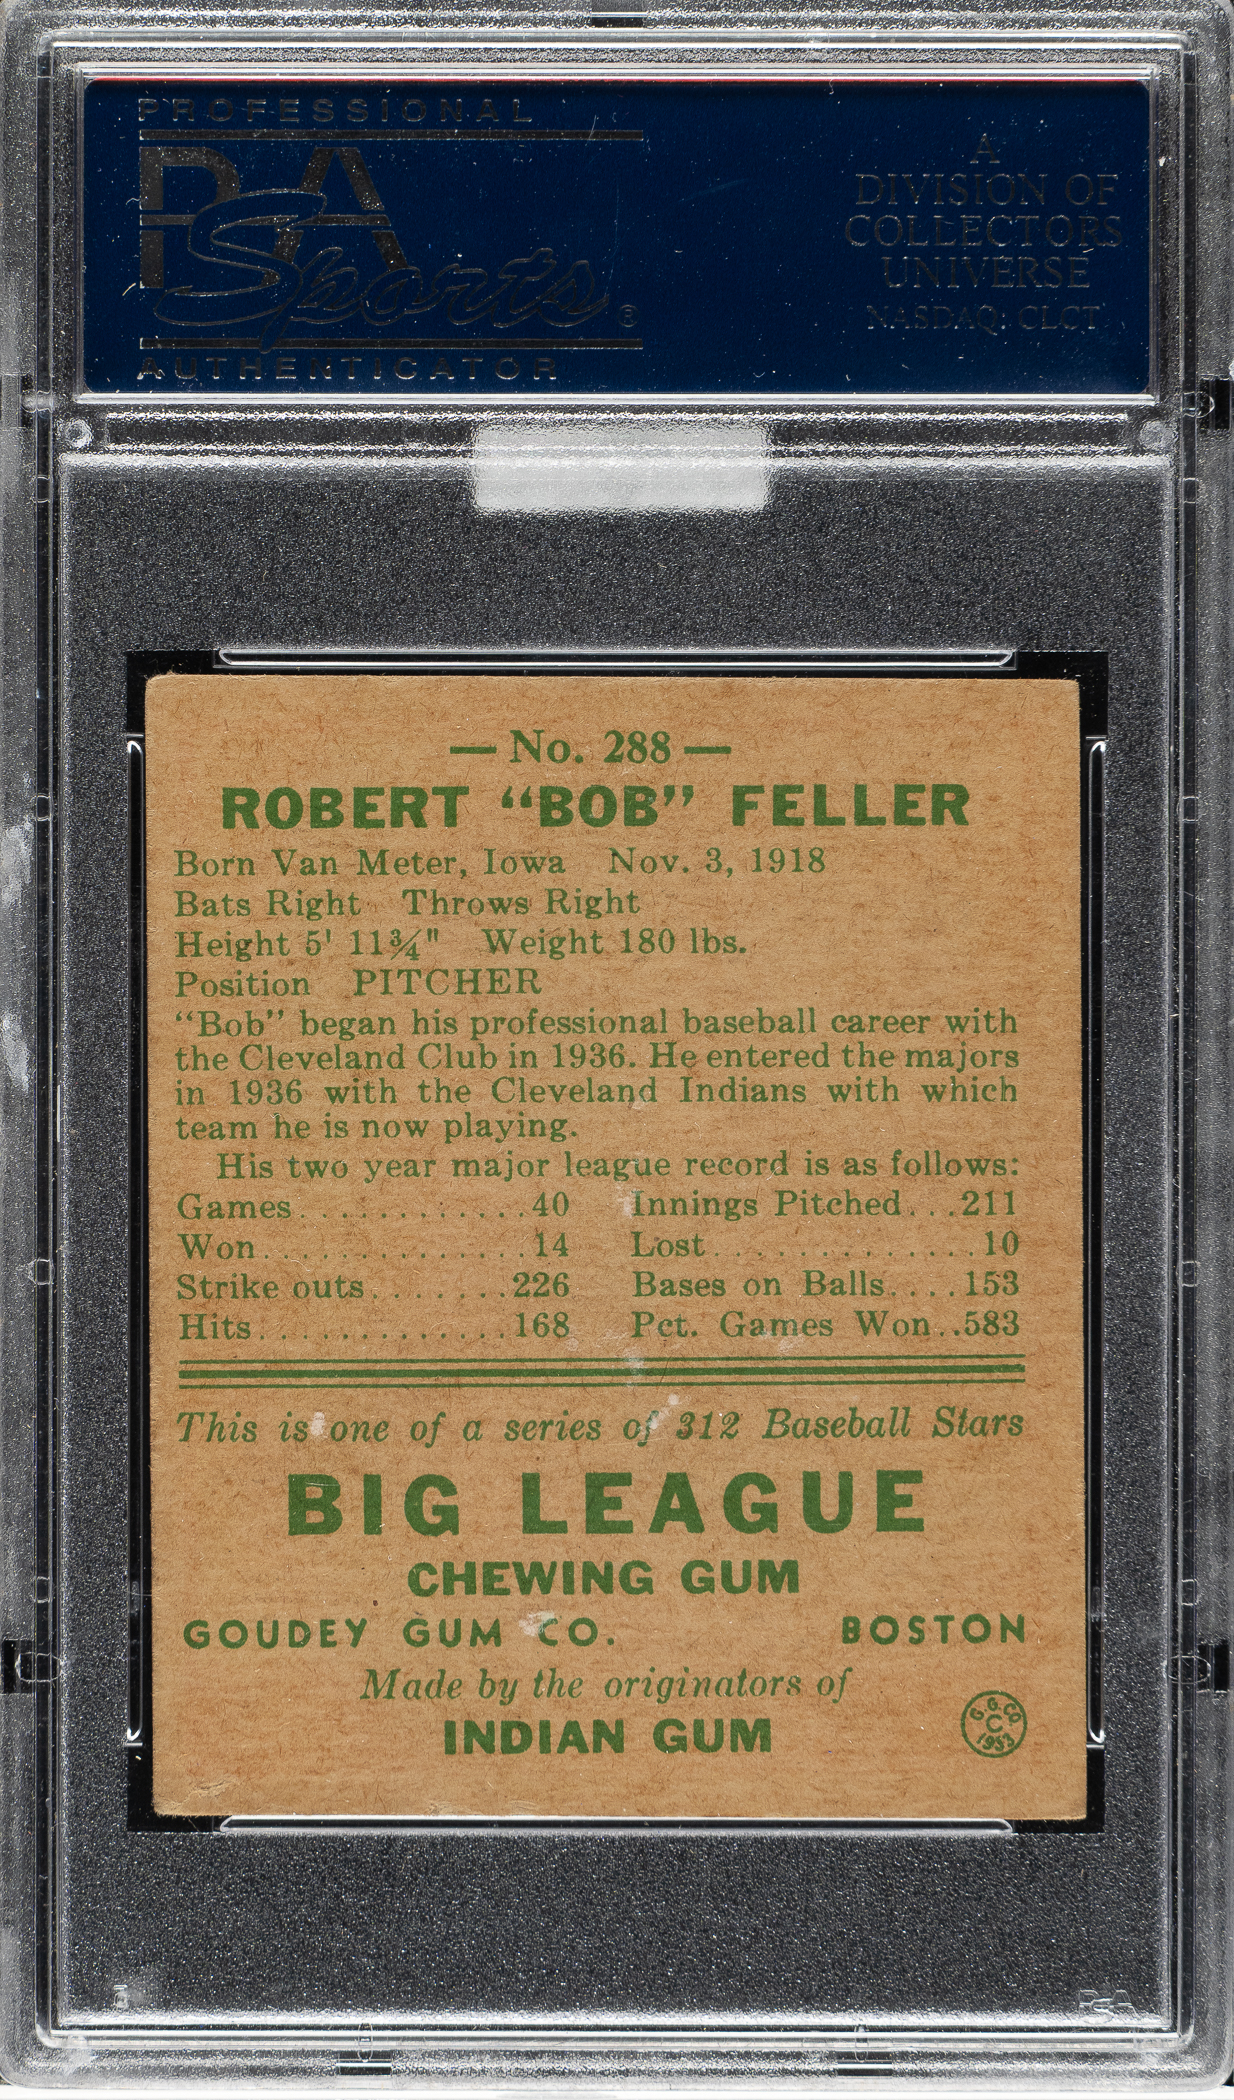 PROFESSIONAL
PSA
Sports ®
AUTHENTICATOR
A
DIVISION OF
COLLECTORS
UNIVERSE
NASDAQ: CLCT
— No. 288 —
ROBERT “BOB” FELLER
Born Van Meter, Iowa Nov. 3, 1918
Bats Right Throws Right
Height 5' 11¾" Weight 180 lbs.
Position PITCHER
“Bob” began his professional baseball career with
the Cleveland Club in 1936. He entered the majors
in 1936 with the Cleveland Indians with which
team he is now playing.
His two year major league record is as follows:
Games............40 Innings Pitched...211
Won..............14 Lost.............10
Strike outs.......226 Bases on Balls....153
Hits.............168 Pct. Games Won..583
This is one of a series of 312 Baseball Stars
BIG LEAGUE
CHEWING GUM
GOUDEY GUM CO. BOSTON
Made by the originators of
INDIAN GUM
G. G. CO.
C
1953
PSA